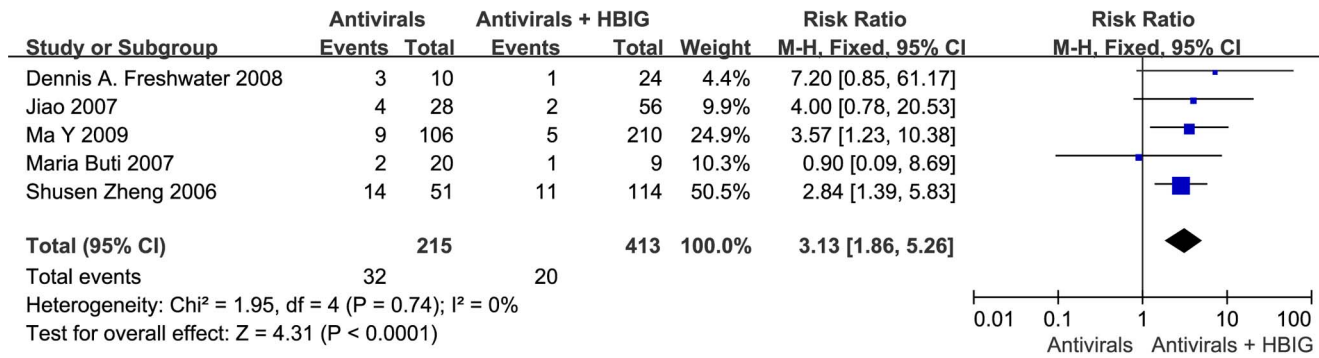 Antivirals Antivirals + HBIG Risk Ratio Risk Ratio
Study or Subgroup Events Total Events Total Weight M-H, Fixed, 95% CI M-H, Fixed, 95% CI
Dennis A. Freshwater 2008 3 10 1 24 4.4% 7.20 [0.85, 61.17]
Jiao 2007 4 28 2 56 9.9% 4.00 [0.78, 20.53]
Ma Y 2009 9 106 5 210 24.9% 3.57 [1.23, 10.38]
Maria Buti 2007 2 20 1 9 10.3% 0.90 [0.09, 8.69]
Shusen Zheng 2006 14 51 11 114 50.5% 2.84 [1.39, 5.83]
Total (95% CI) 215 413 100.0% 3.13 [1.86, 5.26]
Total events 32 20
Heterogeneity: Chi² = 1.95, df = 4 (P = 0.74); I² = 0%
Test for overall effect: Z = 4.31 (P < 0.0001)
0.01 0.1 1 10 100
Antivirals Antivirals + HBIG